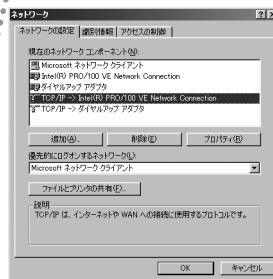 ネットワーク
ネットワークの設定 識別情報 アクセスの制御
現在のネットワーク コンポーネント(N):
Microsoft ネットワーク クライアント
Intel(R) PRO/100 VE Network Connection
ダイヤルアップ アダプタ
TCP/IP -> Intel(R) PRO/100 VE Network Connection
TCP/IP -> ダイヤルアップ アダプタ
追加(A)... 削除(E) プロパティ(R)
優先的にログオンするネットワーク(L):
Microsoft ネットワーク クライアント
ファイルとプリンタの共有(F)...
説明
TCP/IP は、インターネットや WAN への接続に使用するプロトコルです。
OK キャンセル